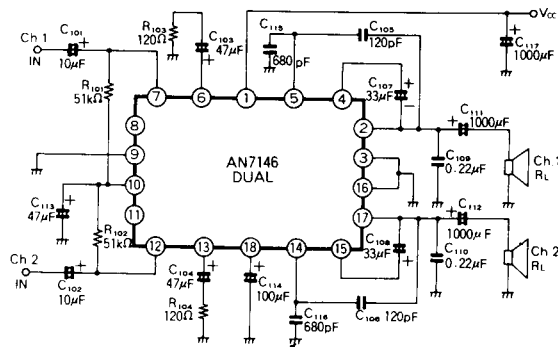 Ch 1
IN
C101 +
10μF
R103
120Ω
C103
47μF
+
C115
680pF
C105
120pF
VCC
+
C117
1000μF
R101
51kΩ
C107
33μF
+
−
7 6 1 5 4
8
9
10
11
2
3
16
17
AN7146
DUAL
C111
+
1000μF
C109
0.22μF
Ch 1
RL
C113
47μF
+
R102
51kΩ
C112
+
1000μF
C110
0.22μF
Ch 2
RL
12 13 18 14 15
Ch 2
IN
+
C102
10μF
C104
47μF
+
R104
120Ω
C114
100μF
+
C116
680pF
C106 120pF
C108
33μF
+